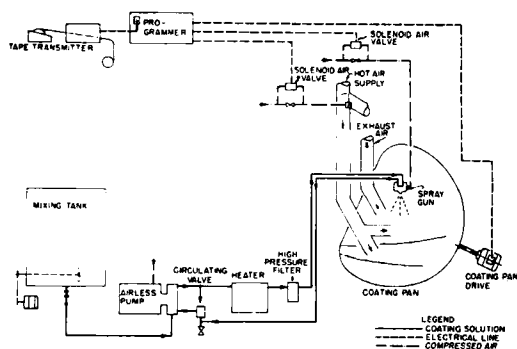 TAPE TRANSMITTER
PRO-
GRAMMER
SOLENOID AIR
VALVE
SOLENOID AIR
VALVE
HOT AIR
SUPPLY
EXHAUST
AIR
SPRAY
GUN
MIXING TANK
CIRCULATING
VALVE
HEATER
HIGH
PRESSURE
FILTER
AIRLESS
PUMP
COATING PAN
COATING PAN
DRIVE
LEGEND
COATING SOLUTION
ELECTRICAL LINE
COMPRESSED AIR